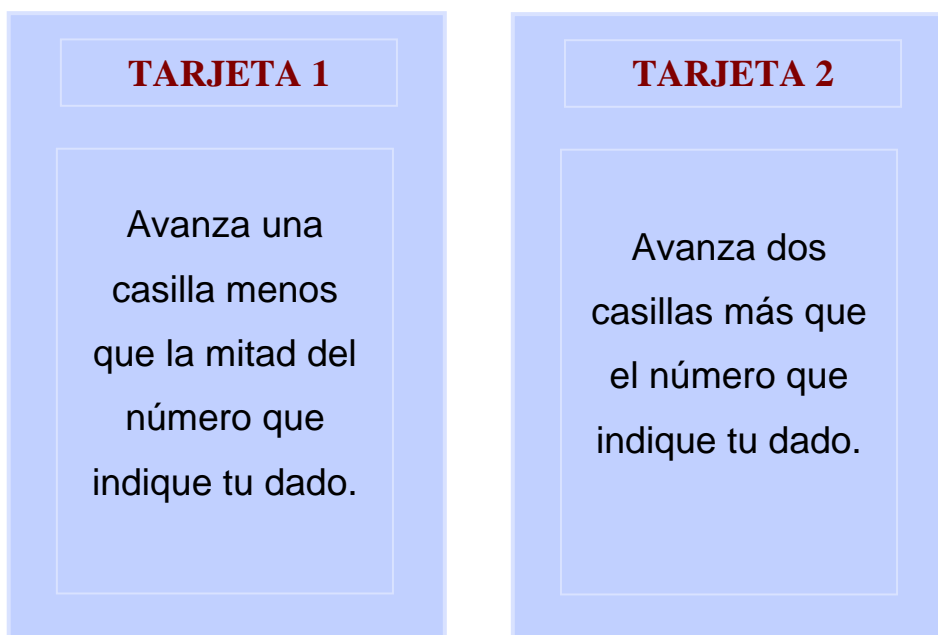 TARJETA 1
Avanza una
casilla menos
que la mitad del
número que
indique tu dado.
TARJETA 2
Avanza dos
casillas más que
el número que
indique tu dado.